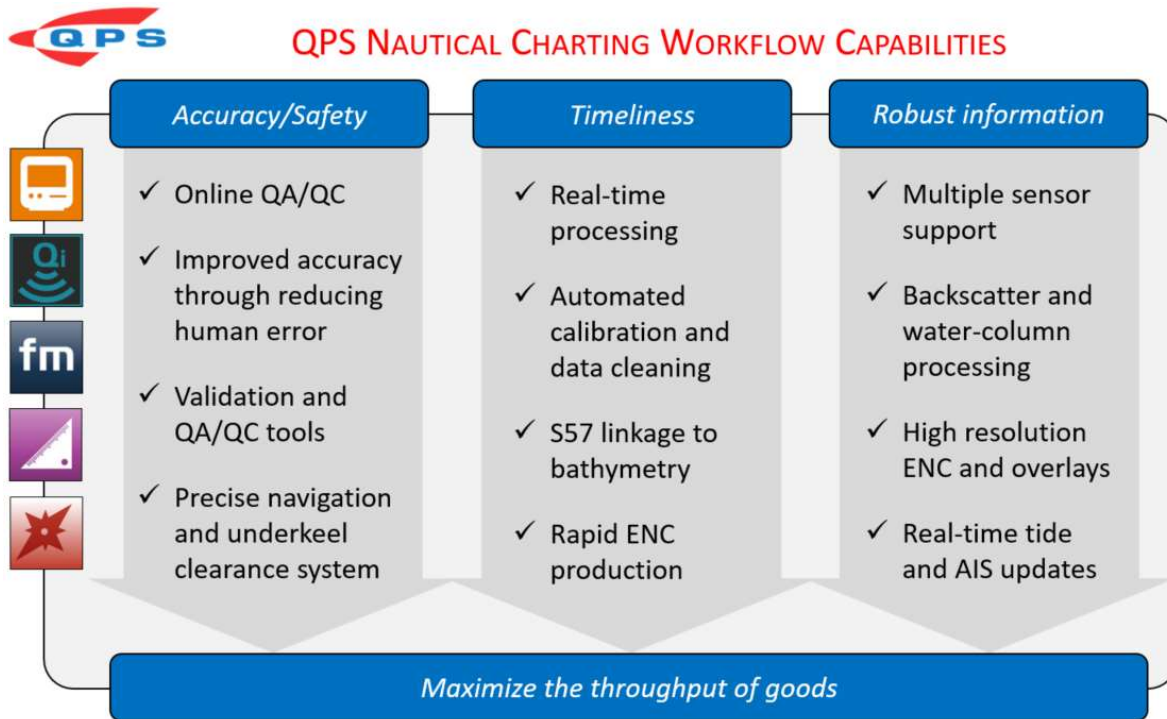 QPS
QPS NAUTICAL CHARTING WORKFLOW CAPABILITIES
Accuracy/Safety
✓ Online QA/QC
✓ Improved accuracy
through reducing
human error
✓ Validation and
QA/QC tools
✓ Precise navigation
and underkeel
clearance system
Timeliness
✓ Real-time
processing
✓ Automated
calibration and
data cleaning
✓ S57 linkage to
bathymetry
✓ Rapid ENC
production
Robust information
✓ Multiple sensor
support
✓ Backscatter and
water-column
processing
✓ High resolution
ENC and overlays
✓ Real-time tide
and AIS updates
Qi
fm
Maximize the throughput of goods